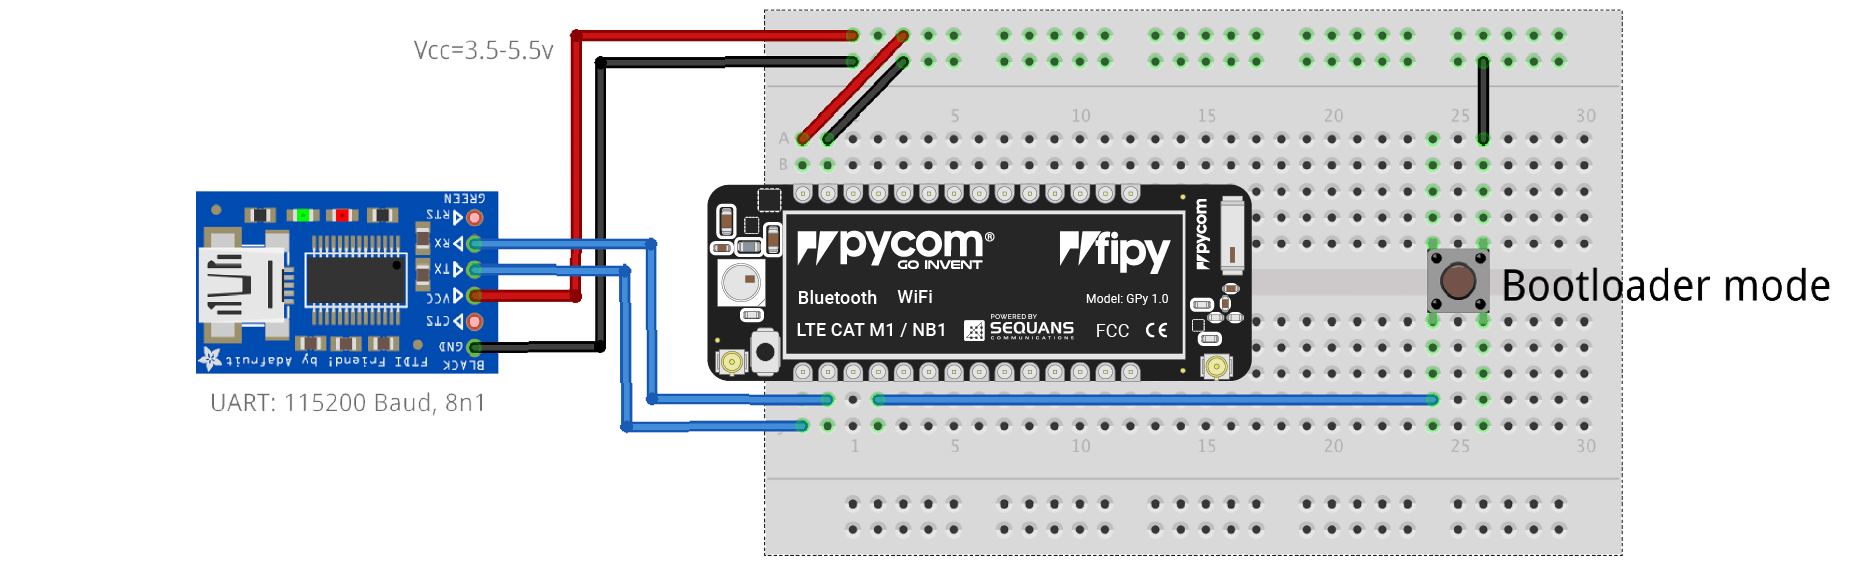 Vcc=3.5-5.5v
GREEN
RTS
RX
TX
VCC
CTS
GND
BLACK
FTDI Friend! by Adafruit
UART: 115200 Baud, 8n1
5 10 15 20 25 30
A
B
pycom®
GO INVENT
fipy
Bluetooth WiFi
Model: GPy 1.0
LTE CAT M1 / NB1
POWERED BY
SEQUANS
COMMUNICATIONS
FCC CE
pycom
Bootloader mode
1 5 10 15 20 25 30